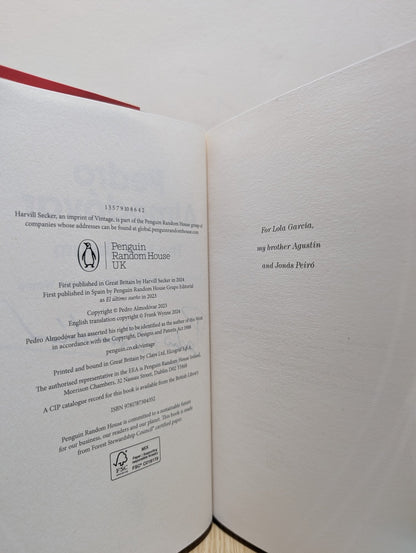 1 3 5 7 9 10 8 6 4 2
Harvill Secker, an imprint of Vintage, is part of the Penguin Random House group of
companies whose addresses can be found at global.penguinrandomhouse.com
Penguin
Random House
UK
First published in Great Britain by Harvill Secker in 2024
First published in Spain by Penguin Random House Grupo Editorial
as El último sueño in 2023
Copyright © Pedro Almodóvar 2023
English translation copyright © Frank Wynne 2024
Pedro Almodóvar has asserted his right to be identified as the author of this Work
in accordance with the Copyright, Designs and Patents Act 1988
penguin.co.uk/vintage
Printed and bound in Great Britain by Clays Ltd, Elcograf S.p.A.
The authorised representative in the EEA is Penguin Random House Ireland,
Morrison Chambers, 32 Nassau Street, Dublin D02 YH68
A CIP catalogue record for this book is available from the British Library
ISBN 9781787304352
Penguin Random House is committed to a sustainable future
for our business, our readers and our planet. This book is made
from Forest Stewardship Council® certified paper.
FSC
MIX
Paper | Supporting
responsible forestry
FSC® C018179
For Lola García,
my brother Agustín
and Jonás Peiró